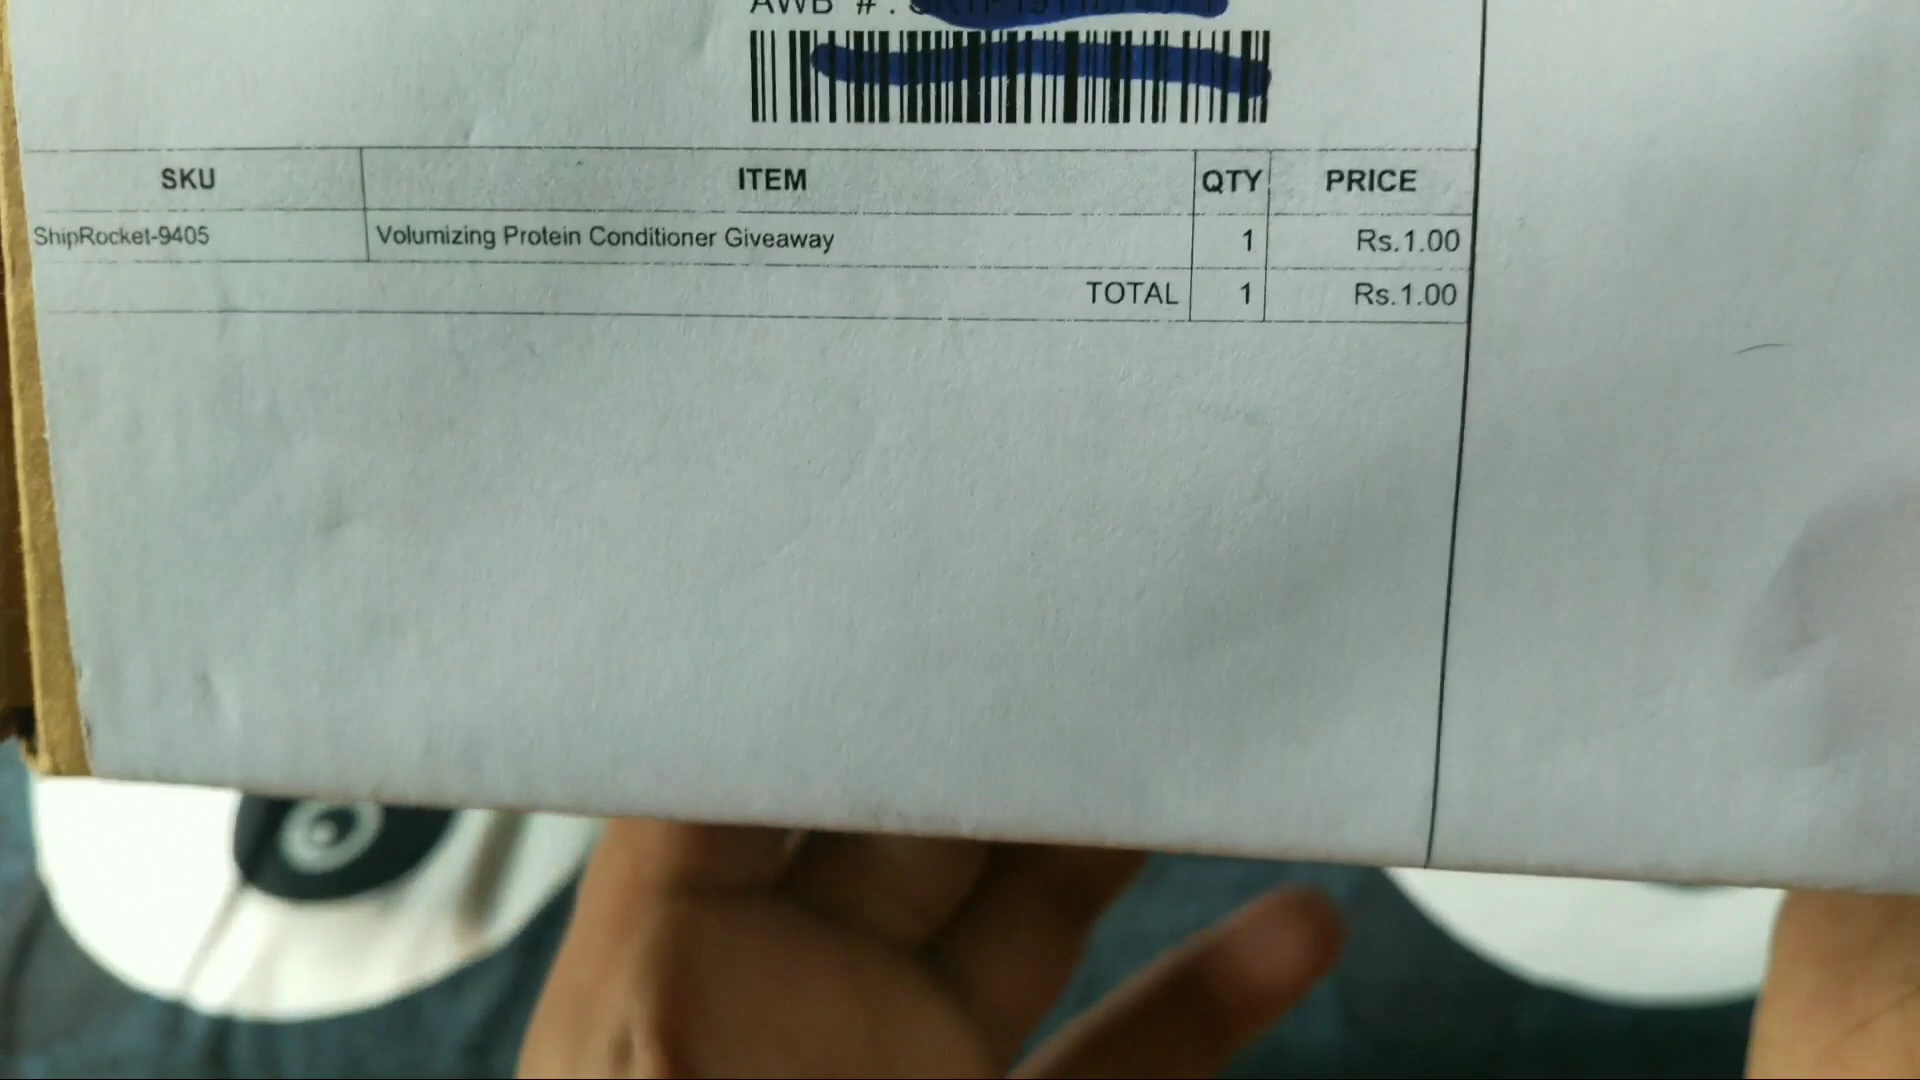 AWB # :
SKU ITEM QTY PRICE
ShipRocket-9405 Volumizing Protein Conditioner Giveaway 1 Rs.1.00
TOTAL 1 Rs.1.00